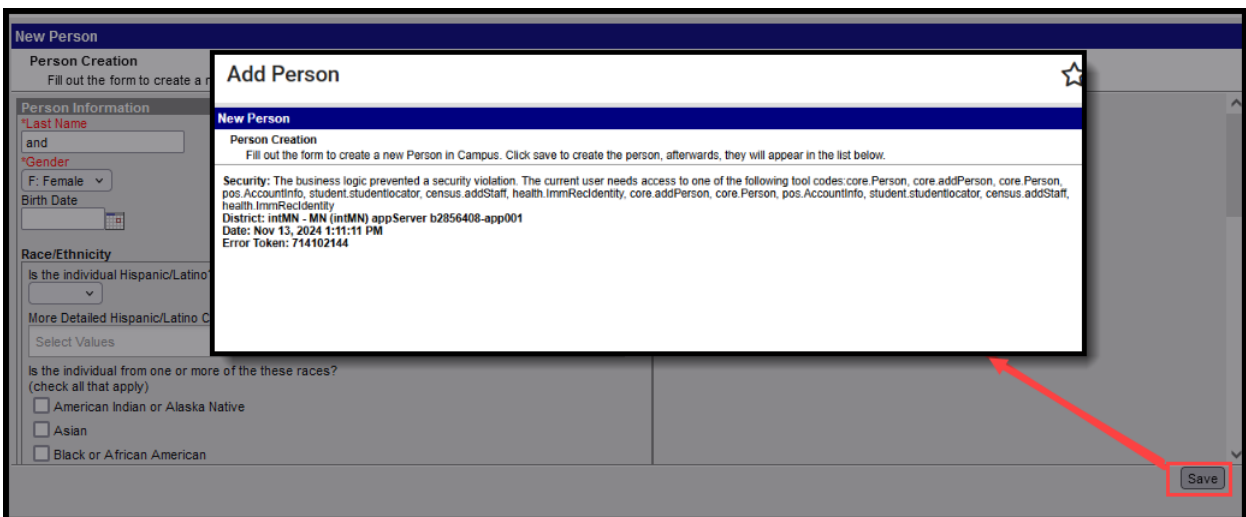 New Person
Person Creation
Fill out the form to create a n
Person Information
*Last Name
and
*Gender
F: Female
Birth Date
Race/Ethnicity
Is the individual Hispanic/Latino?
More Detailed Hispanic/Latino C
Select Values
Is the individual from one or more of the these races?
(check all that apply)
American Indian or Alaska Native
Asian
Black or African American
Add Person
New Person
Person Creation
Fill out the form to create a new Person in Campus. Click save to create the person, afterwards, they will appear in the list below.
Security: The business logic prevented a security violation. The current user needs access to one of the following tool codes:core.Person, core.addPerson, core.Person,
pos.AccountInfo, student.studentlocator, census.addStaff, health.ImmRecIdentity, core.addPerson, core.Person, pos.AccountInfo, student.studentlocator, census.addStaff,
health.ImmRecIdentity
District: intMN - MN (intMN) appServer b2856408-app001
Date: Nov 13, 2024 1:11:11 PM
Error Token: 714102144
Save